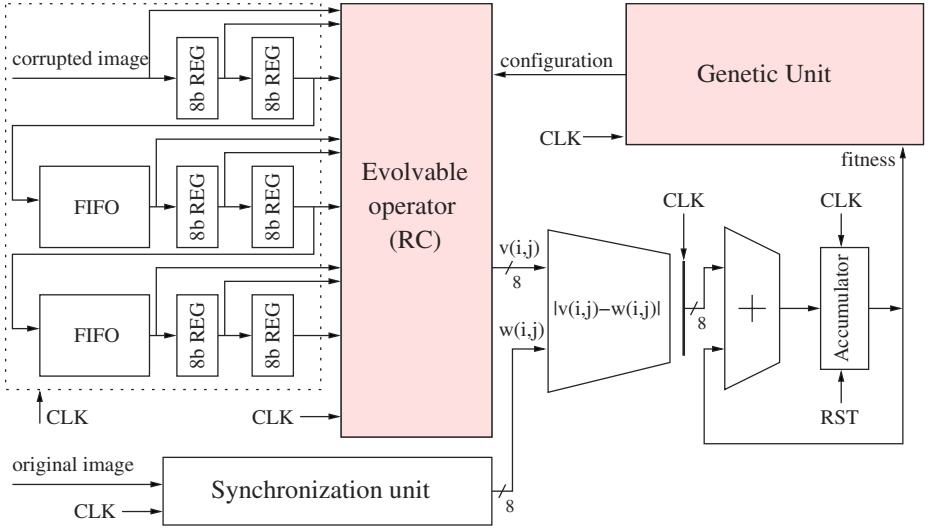 corrupted image
8b REG
8b REG
configuration
Genetic Unit
CLK
fitness
FIFO
8b REG
8b REG
Evolvable
operator
(RC)
CLK
CLK
v(i,j)
8
|v(i,j)−w(i,j)|
w(i,j)
8
+
Accumulator
FIFO
8b REG
8b REG
CLK
CLK
RST
original image
CLK
Synchronization unit
8